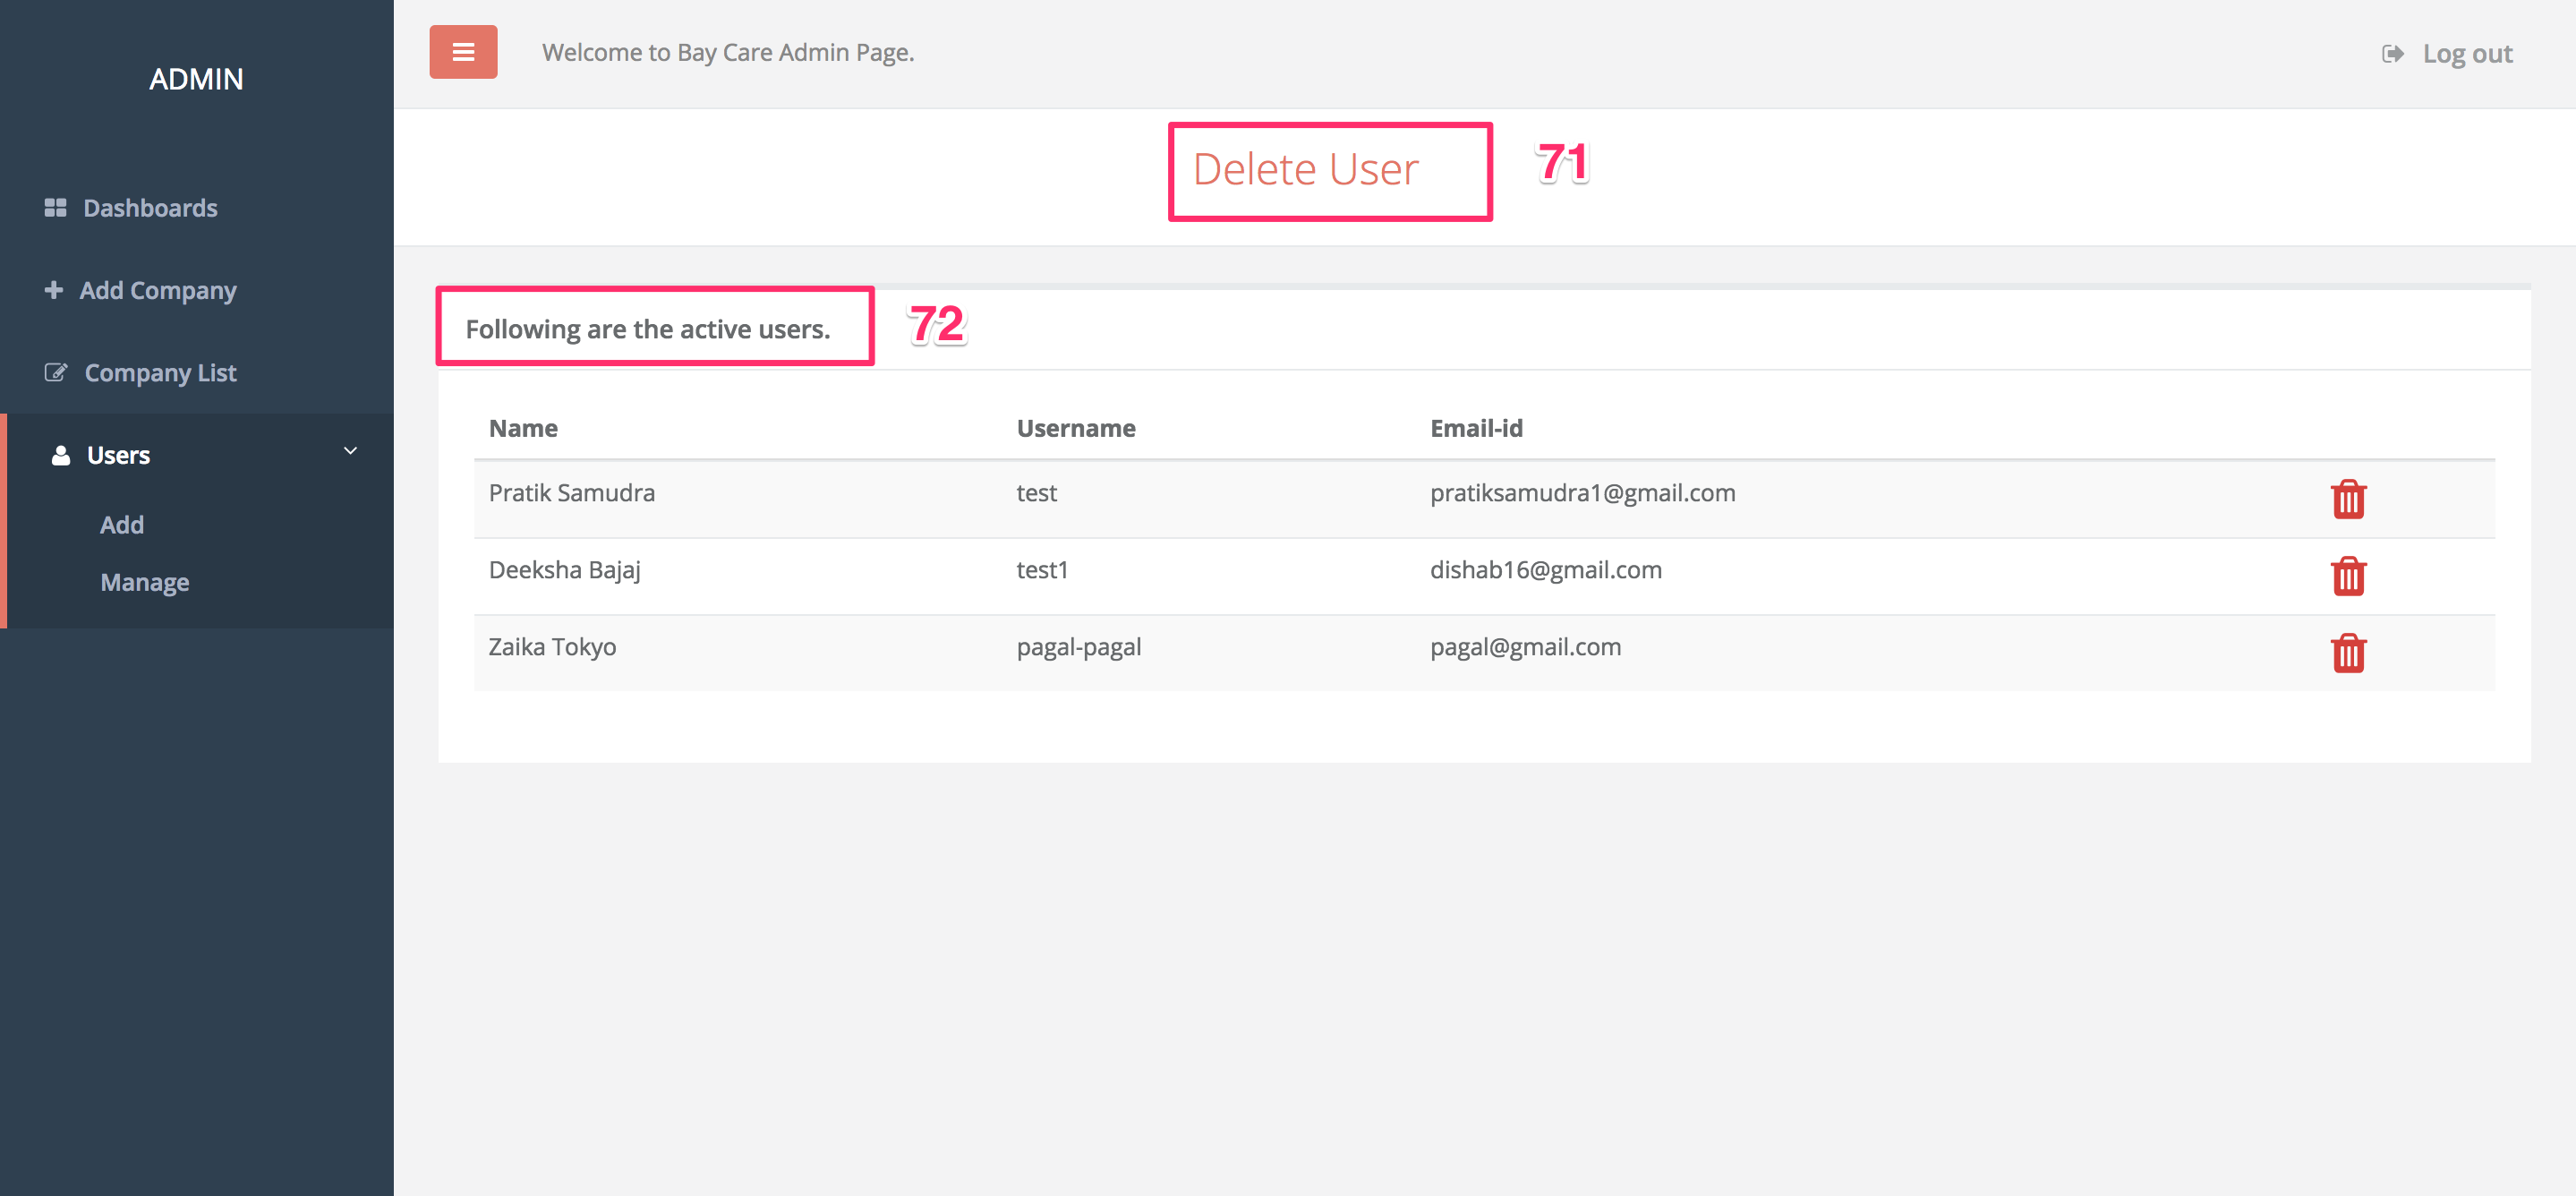 ADMIN
Welcome to Bay Care Admin Page.
Log out
Dashboards
Add Company
Company List
Users
Add
Manage
Delete User
71
Following are the active users.
72
Name Username Email-id
Pratik Samudra test pratiksamudra1@gmail.com
Deeksha Bajaj test1 dishab16@gmail.com
Zaika Tokyo pagal-pagal pagal@gmail.com